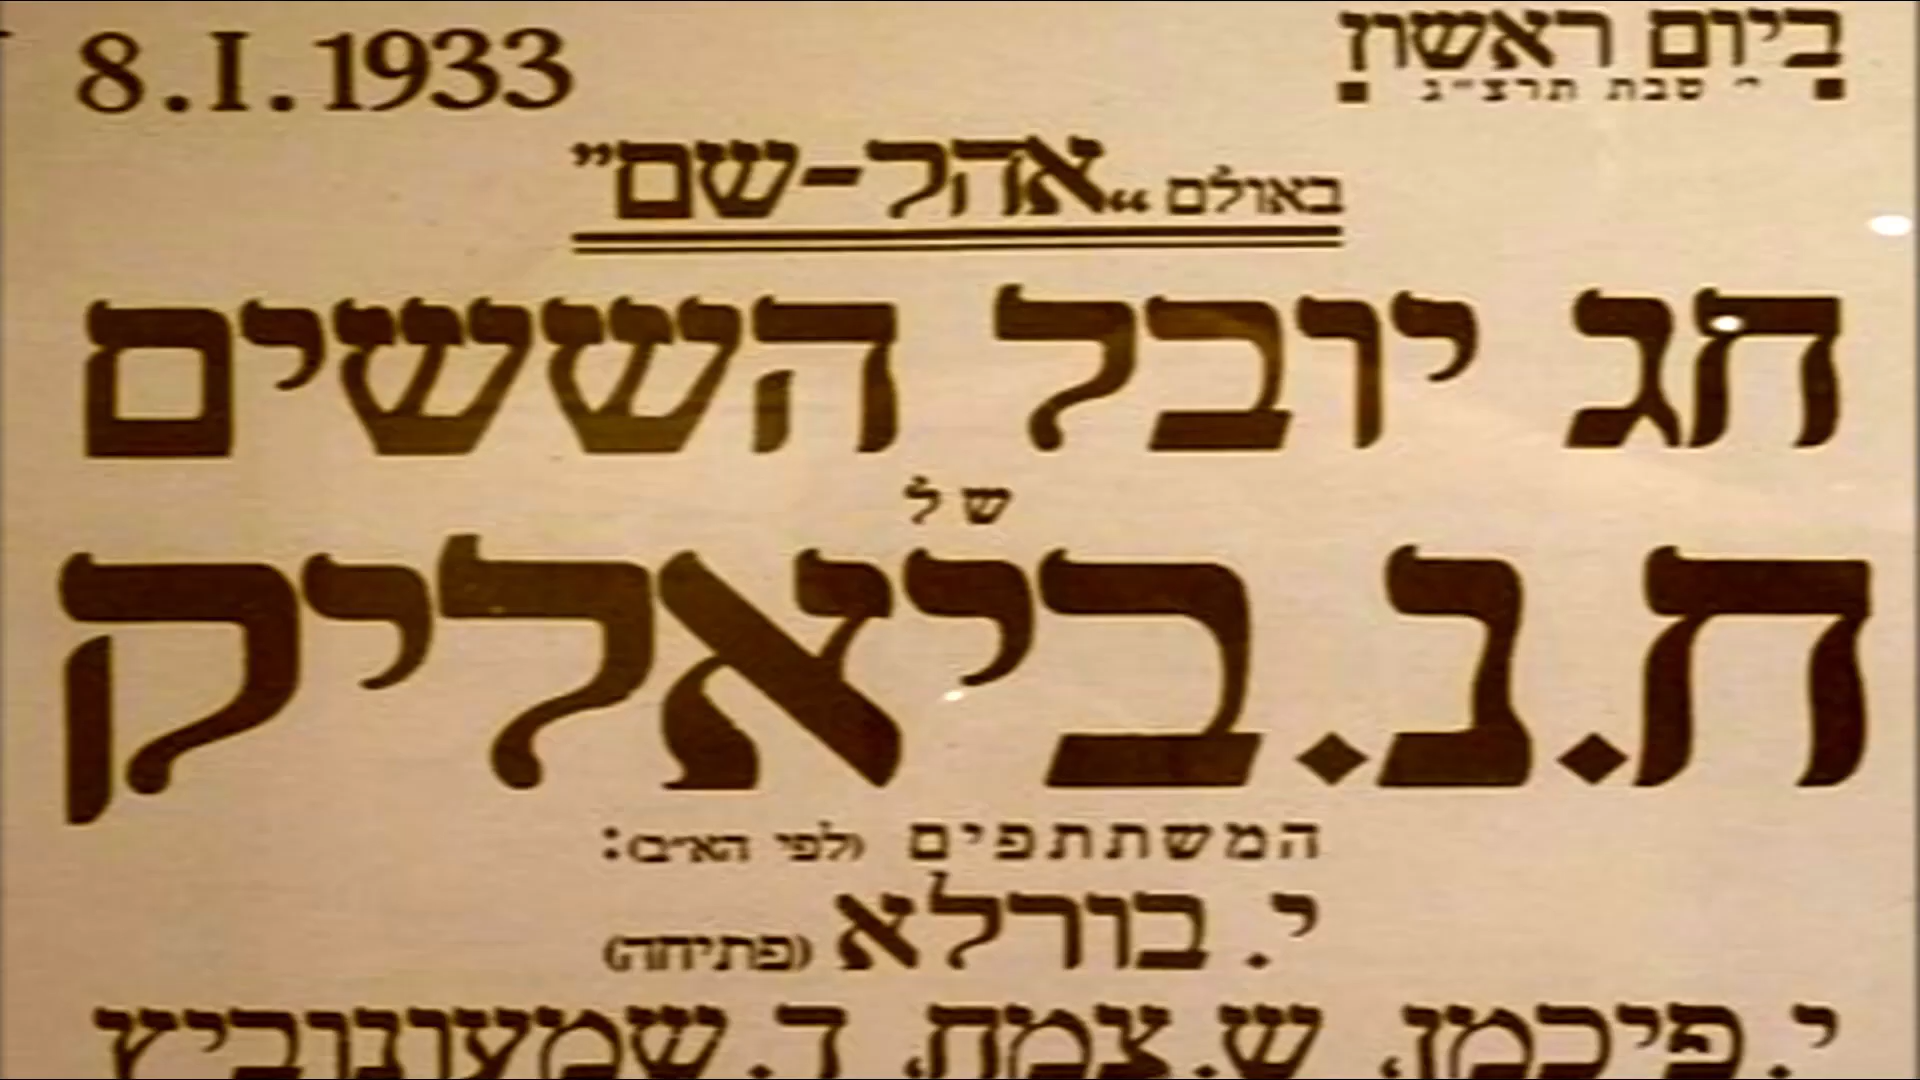 ביום ראשון 8.I.1933
י׳ טבת תרצ״ג
באולם „אהל-שם”
חג יובל הששים
של
ח.נ.ביאליק
המשתתפים (לפי הא״ב):
י. בורלא (פתיחה)
י.פיכמן, ש.צמח, ד.שמעונוביץ